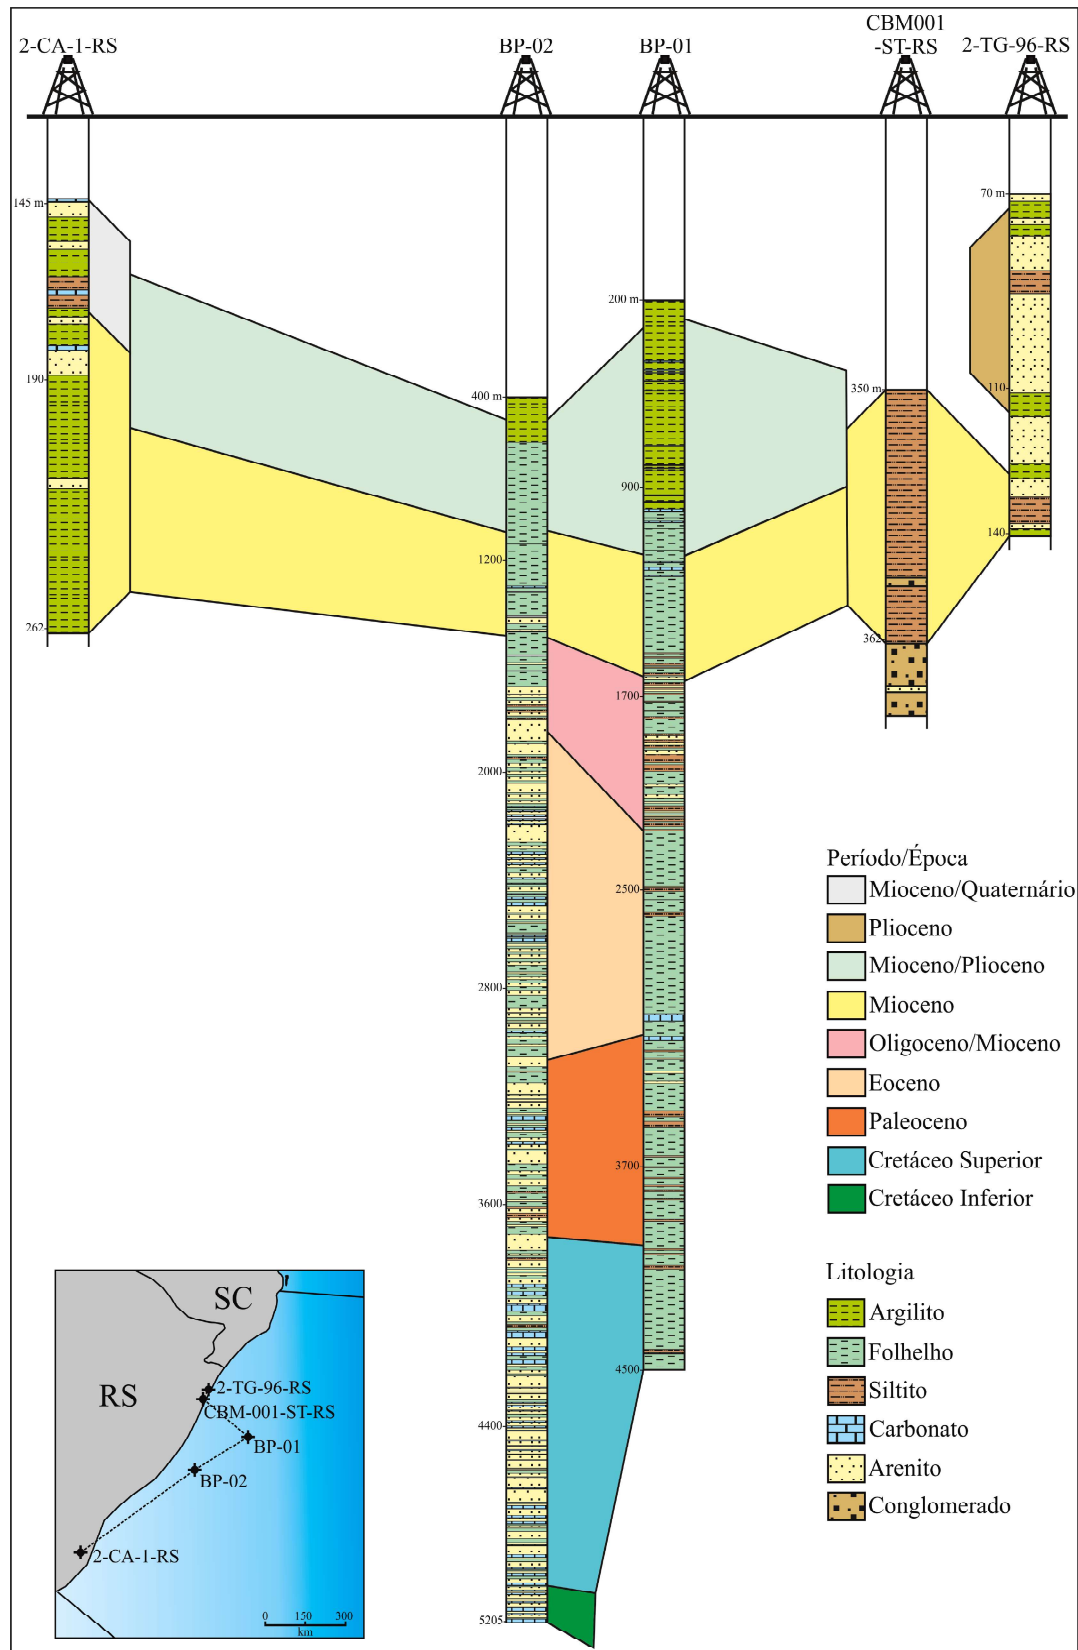 2-CA-1-RS
BP-02
BP-01
CBM001
-ST-RS
2-TG-96-RS
145 m
190
262
400 m
1200
2000
2800
3600
4400
5205
200 m
900
1700
2500
3700
4500
350 m
362
70 m
110
140
Período/Época
Mioceno/Quaternário
Plioceno
Mioceno/Plioceno
Mioceno
Oligoceno/Mioceno
Eoceno
Paleoceno
Cretáceo Superior
Cretáceo Inferior
Litologia
Argilito
Folhelho
Siltito
Carbonato
Arenito
Conglomerado
SC
RS
2-TG-96-RS
CBM-001-ST-RS
BP-01
BP-02
2-CA-1-RS
0 150 300
km